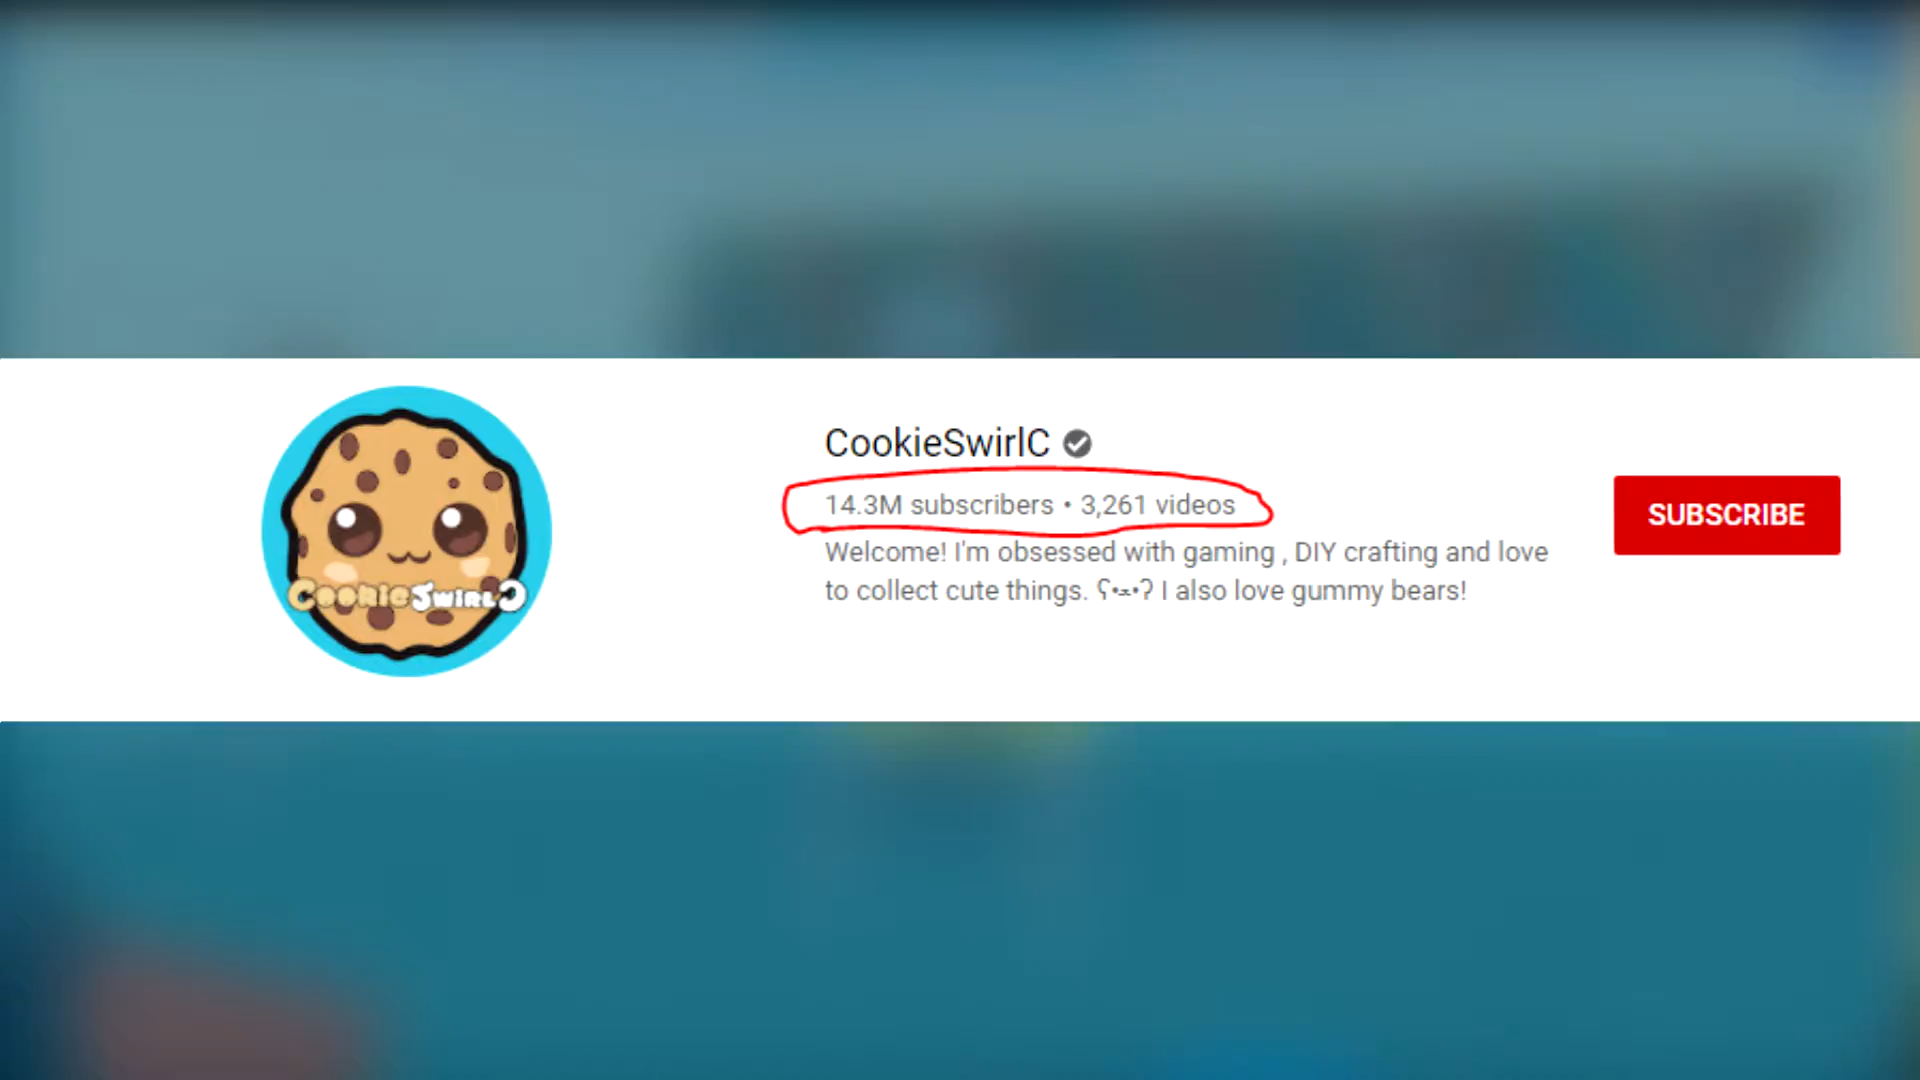 CookieSwirlC
CookieSwirlC
14.3M subscribers • 3,261 videos
Welcome! I'm obsessed with gaming , DIY crafting and love
to collect cute things. ʕ•ᴥ•ʔ I also love gummy bears!
SUBSCRIBE